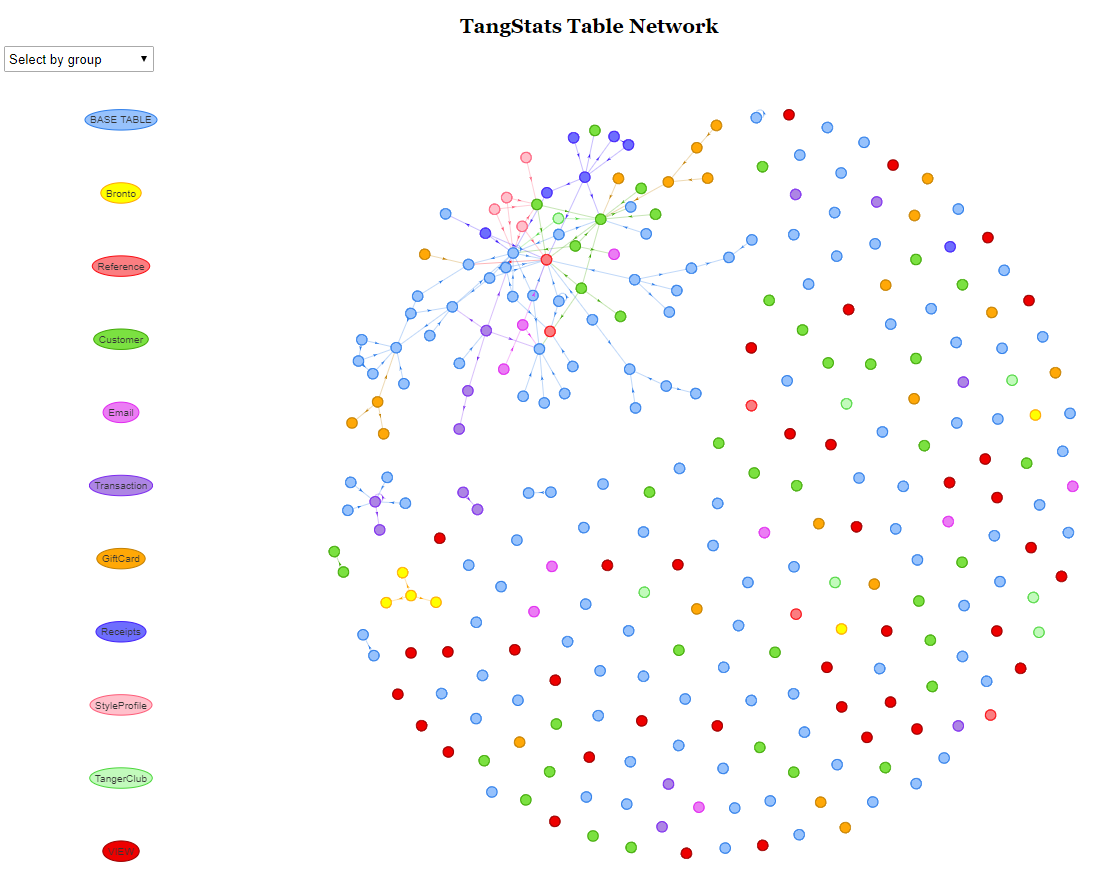 TangStats Table Network
Select by group
BASE TABLE
Bronto
Reference
Customer
Email
Transaction
GiftCard
Receipts
StyleProfile
TangerClub
VIEW